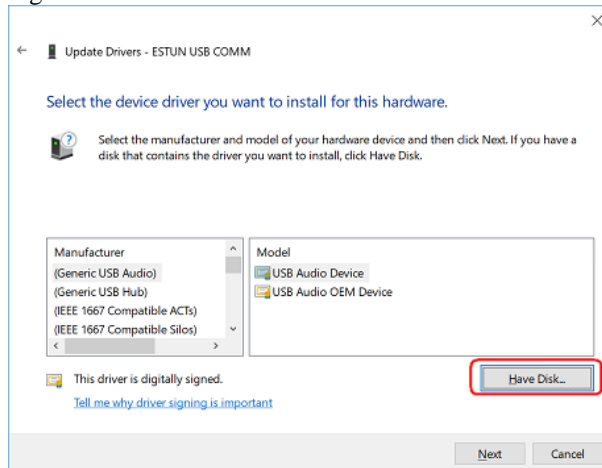 Update Drivers - ESTUN USB COMM
Select the device driver you want to install for this hardware.
Select the manufacturer and model of your hardware device and then click Next. If you have a
disk that contains the driver you want to install, click Have Disk.
Manufacturer
(Generic USB Audio)
(Generic USB Hub)
(IEEE 1667 Compatible ACTs)
(IEEE 1667 Compatible Silos)
Model
USB Audio Device
USB Audio OEM Device
This driver is digitally signed.
Tell me why driver signing is important
Have Disk...
Next
Cancel